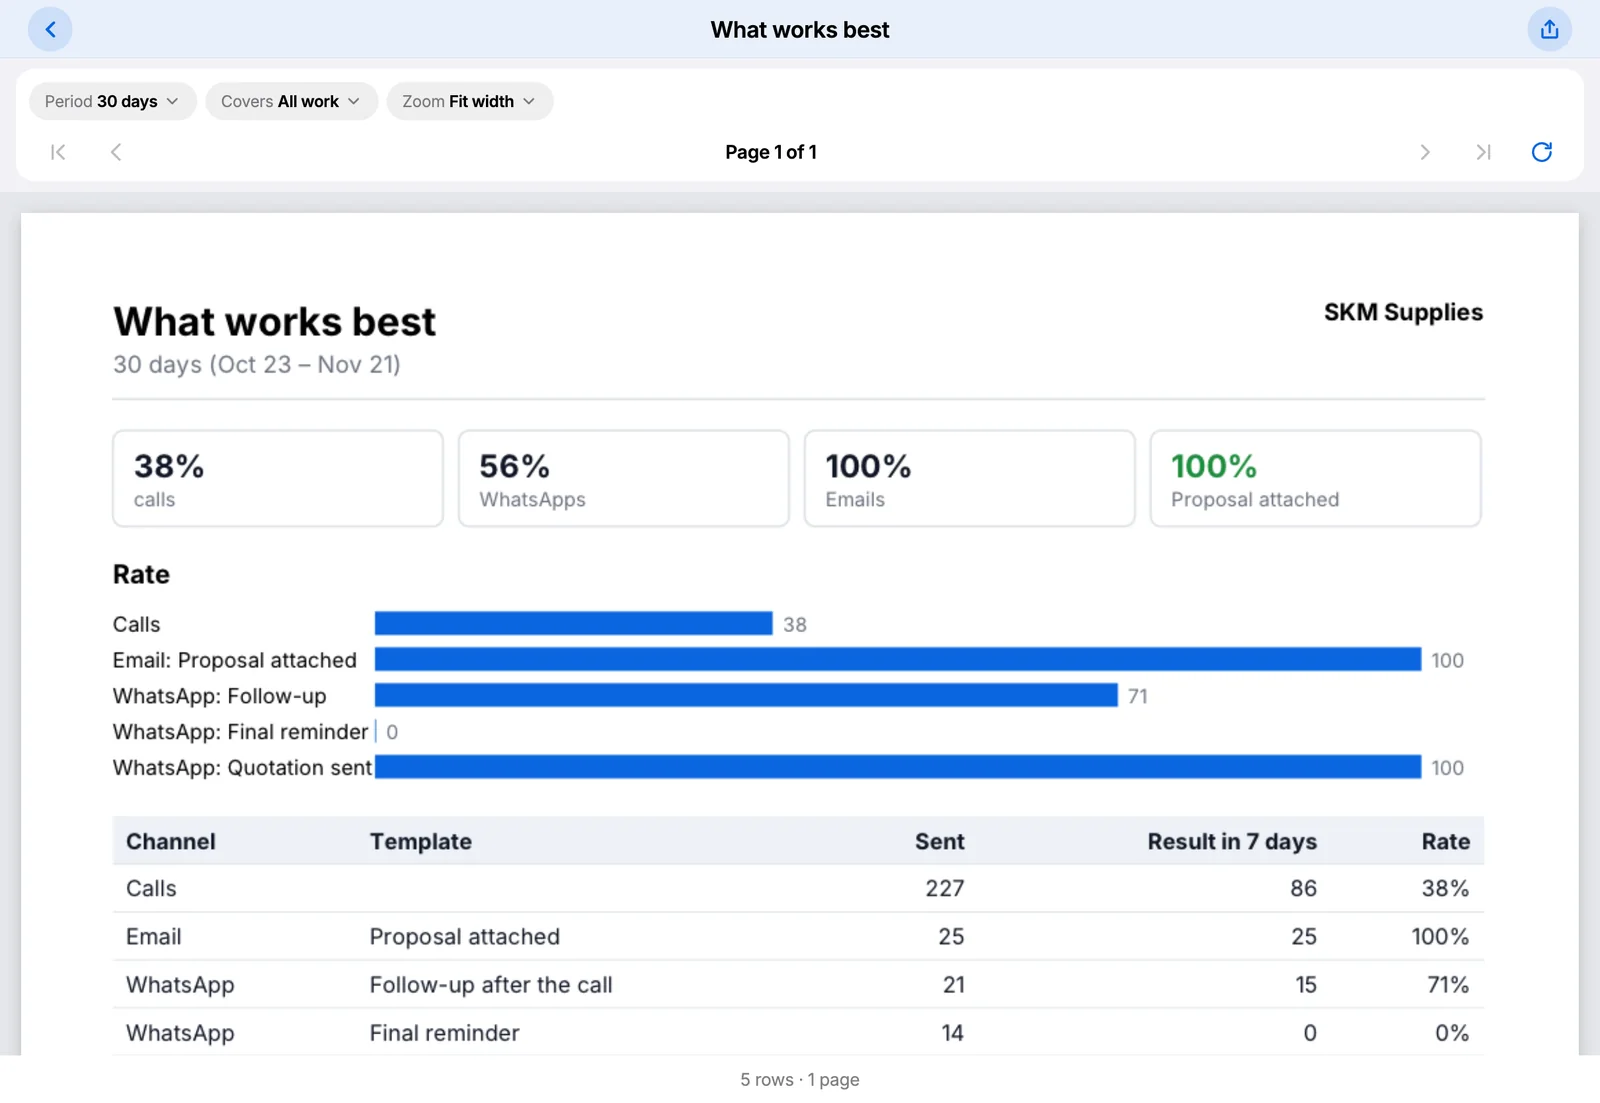 What works best
Period 30 days Covers All work Zoom Fit width
Page 1 of 1
What works best
SKM Supplies
30 days (Oct 23 – Nov 21)
38% 56% 100% 100%
calls WhatsApps Emails Proposal attached
Rate
Calls 38
Email: Proposal attached 100
WhatsApp: Follow-up 71
WhatsApp: Final reminder 0
WhatsApp: Quotation sent 100
Channel Template Sent Result in 7 days Rate
Calls 227 86 38%
Email Proposal attached 25 25 100%
WhatsApp Follow-up after the call 21 15 71%
WhatsApp Final reminder 14 0 0%
5 rows · 1 page